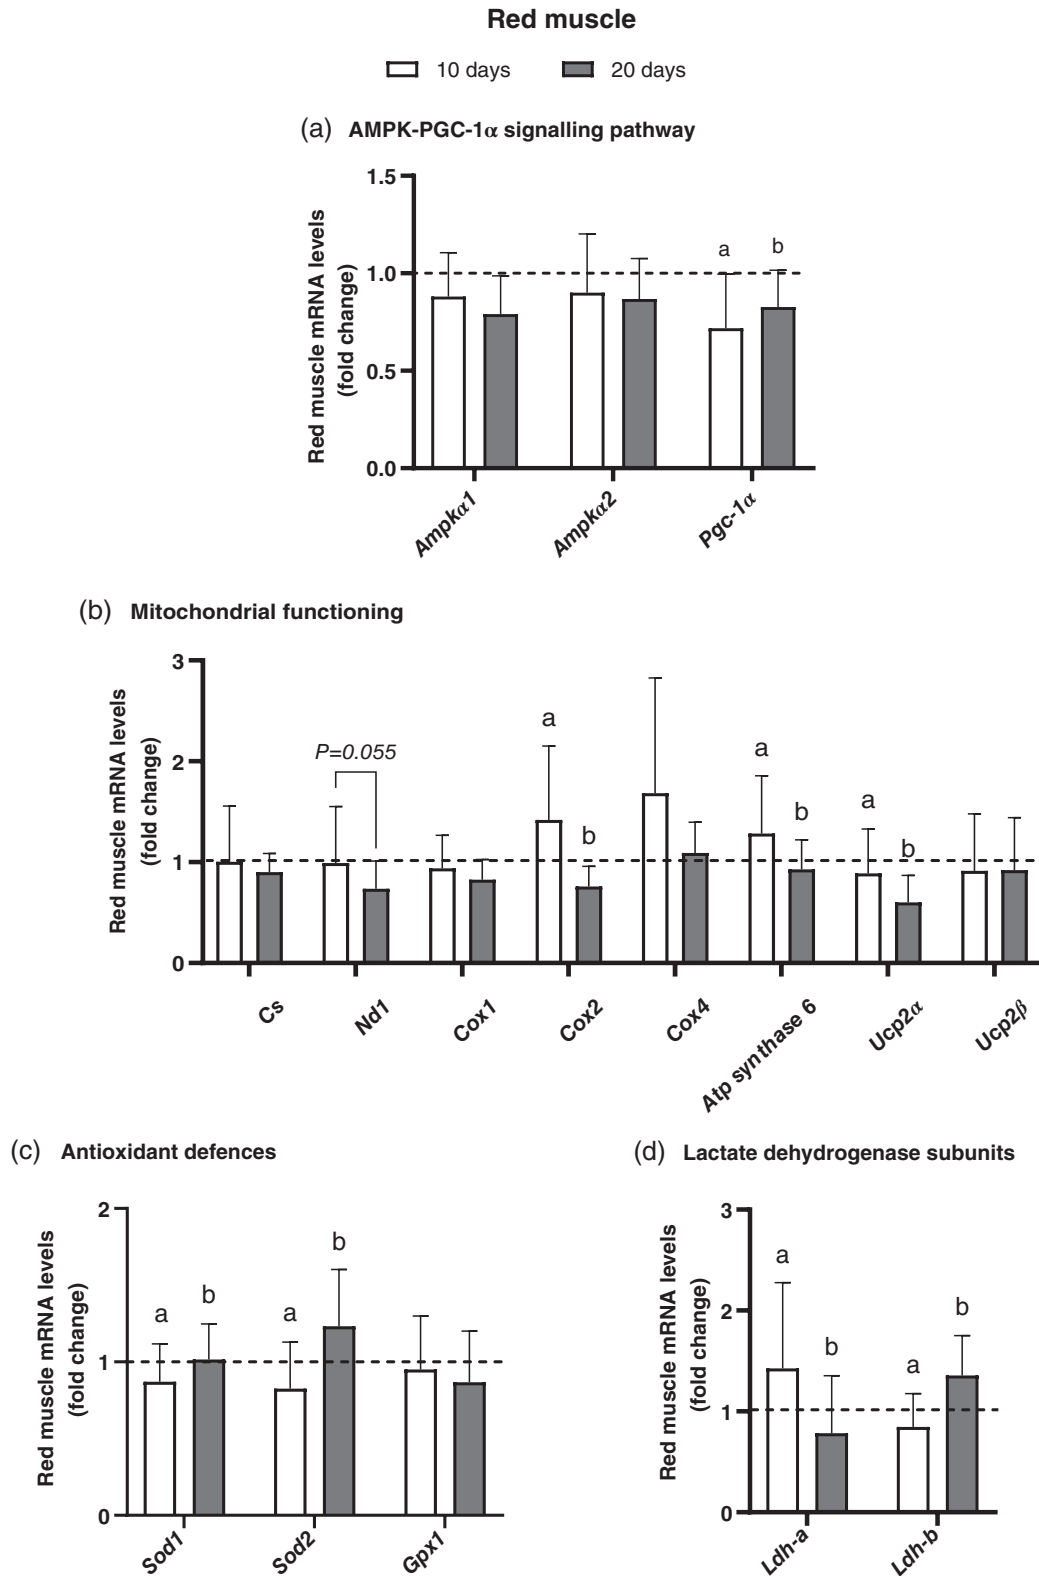 Red muscle
10 days 20 days
(a) AMPK-PGC-1α signalling pathway
Red muscle mRNA levels
(fold change)
1.5
1.0
0.5
0.0
a b
Ampkα1 Ampkα2 Pgc-1α
(b) Mitochondrial functioning
Red muscle mRNA levels
(fold change)
3
2
1
0
P=0.055
a b a b a b
Cs Nd1 Cox1 Cox2 Cox4 Atp synthase 6 Ucp2α Ucp2β
(c) Antioxidant defences
Red muscle mRNA levels
(fold change)
2
1
0
a b a b
Sod1 Sod2 Gpx1
(d) Lactate dehydrogenase subunits
Red muscle mRNA levels
(fold change)
3
2
1
0
a b a b
Ldh-a Ldh-b